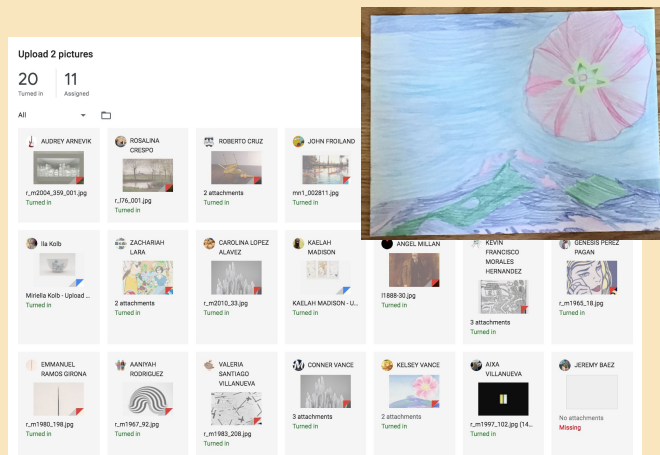 Upload 2 pictures
20
11
Turned in
Assigned
All
AUDREY ARNEVIK
r_m2004_359_001.jpg
Turned in
ROSALINA
CRESPO
r_l76_001.jpg
Turned in
ROBERTO CRUZ
2 attachments
Turned in
JOHN FROILAND
mn1_002811.jpg
Turned in
Ila Kolb
Miriella Kolb - Upload ...
Turned in
ZACHARIAH
LARA
2 attachments
Turned in
CAROLINA LOPEZ
ALAVEZ
r_m2010_33.jpg
Turned in
KAELAH
MADISON
KAELAH MADISON - U...
Turned in
ANGEL MILLAN
l1888-30.jpg
Turned in
KEVIN
FRANCISCO
MORALES
HERNANDEZ
3 attachments
Turned in
GENESIS PEREZ
PAGAN
r_m1965_18.jpg
Turned in
EMMANUEL
RAMOS GIRONA
r_m1980_198.jpg
Turned in
AANIYAH
RODRIGUEZ
r_m1967_92.jpg
Turned in
VALERIA
SANTIAGO
VILLANUEVA
r_m1983_208.jpg
Turned in
CONNER VANCE
3 attachments
Turned in
KELSEY VANCE
2 attachments
Turned in
AIXA
VILLANUEVA
r_m1997_102.jpg (14...
Turned in
JEREMY BAEZ
No attachments
Missing